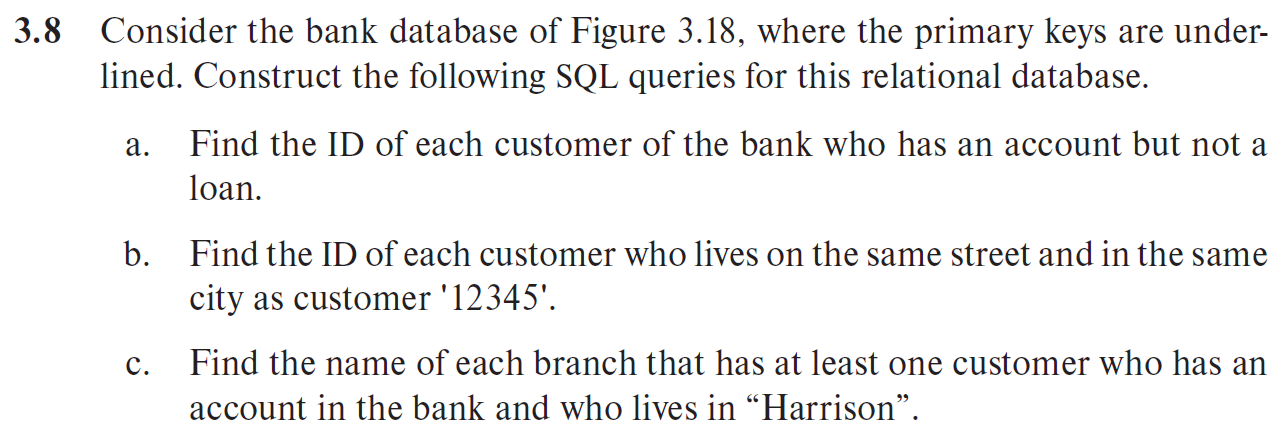 3.8 Consider the bank database of Figure 3.18, where the primary keys are under-
lined. Construct the following SQL queries for this relational database.
a. Find the ID of each customer of the bank who has an account but not a
loan.
b. Find the ID of each customer who lives on the same street and in the same
city as customer '12345'.
c. Find the name of each branch that has at least one customer who has an
account in the bank and who lives in “Harrison”.